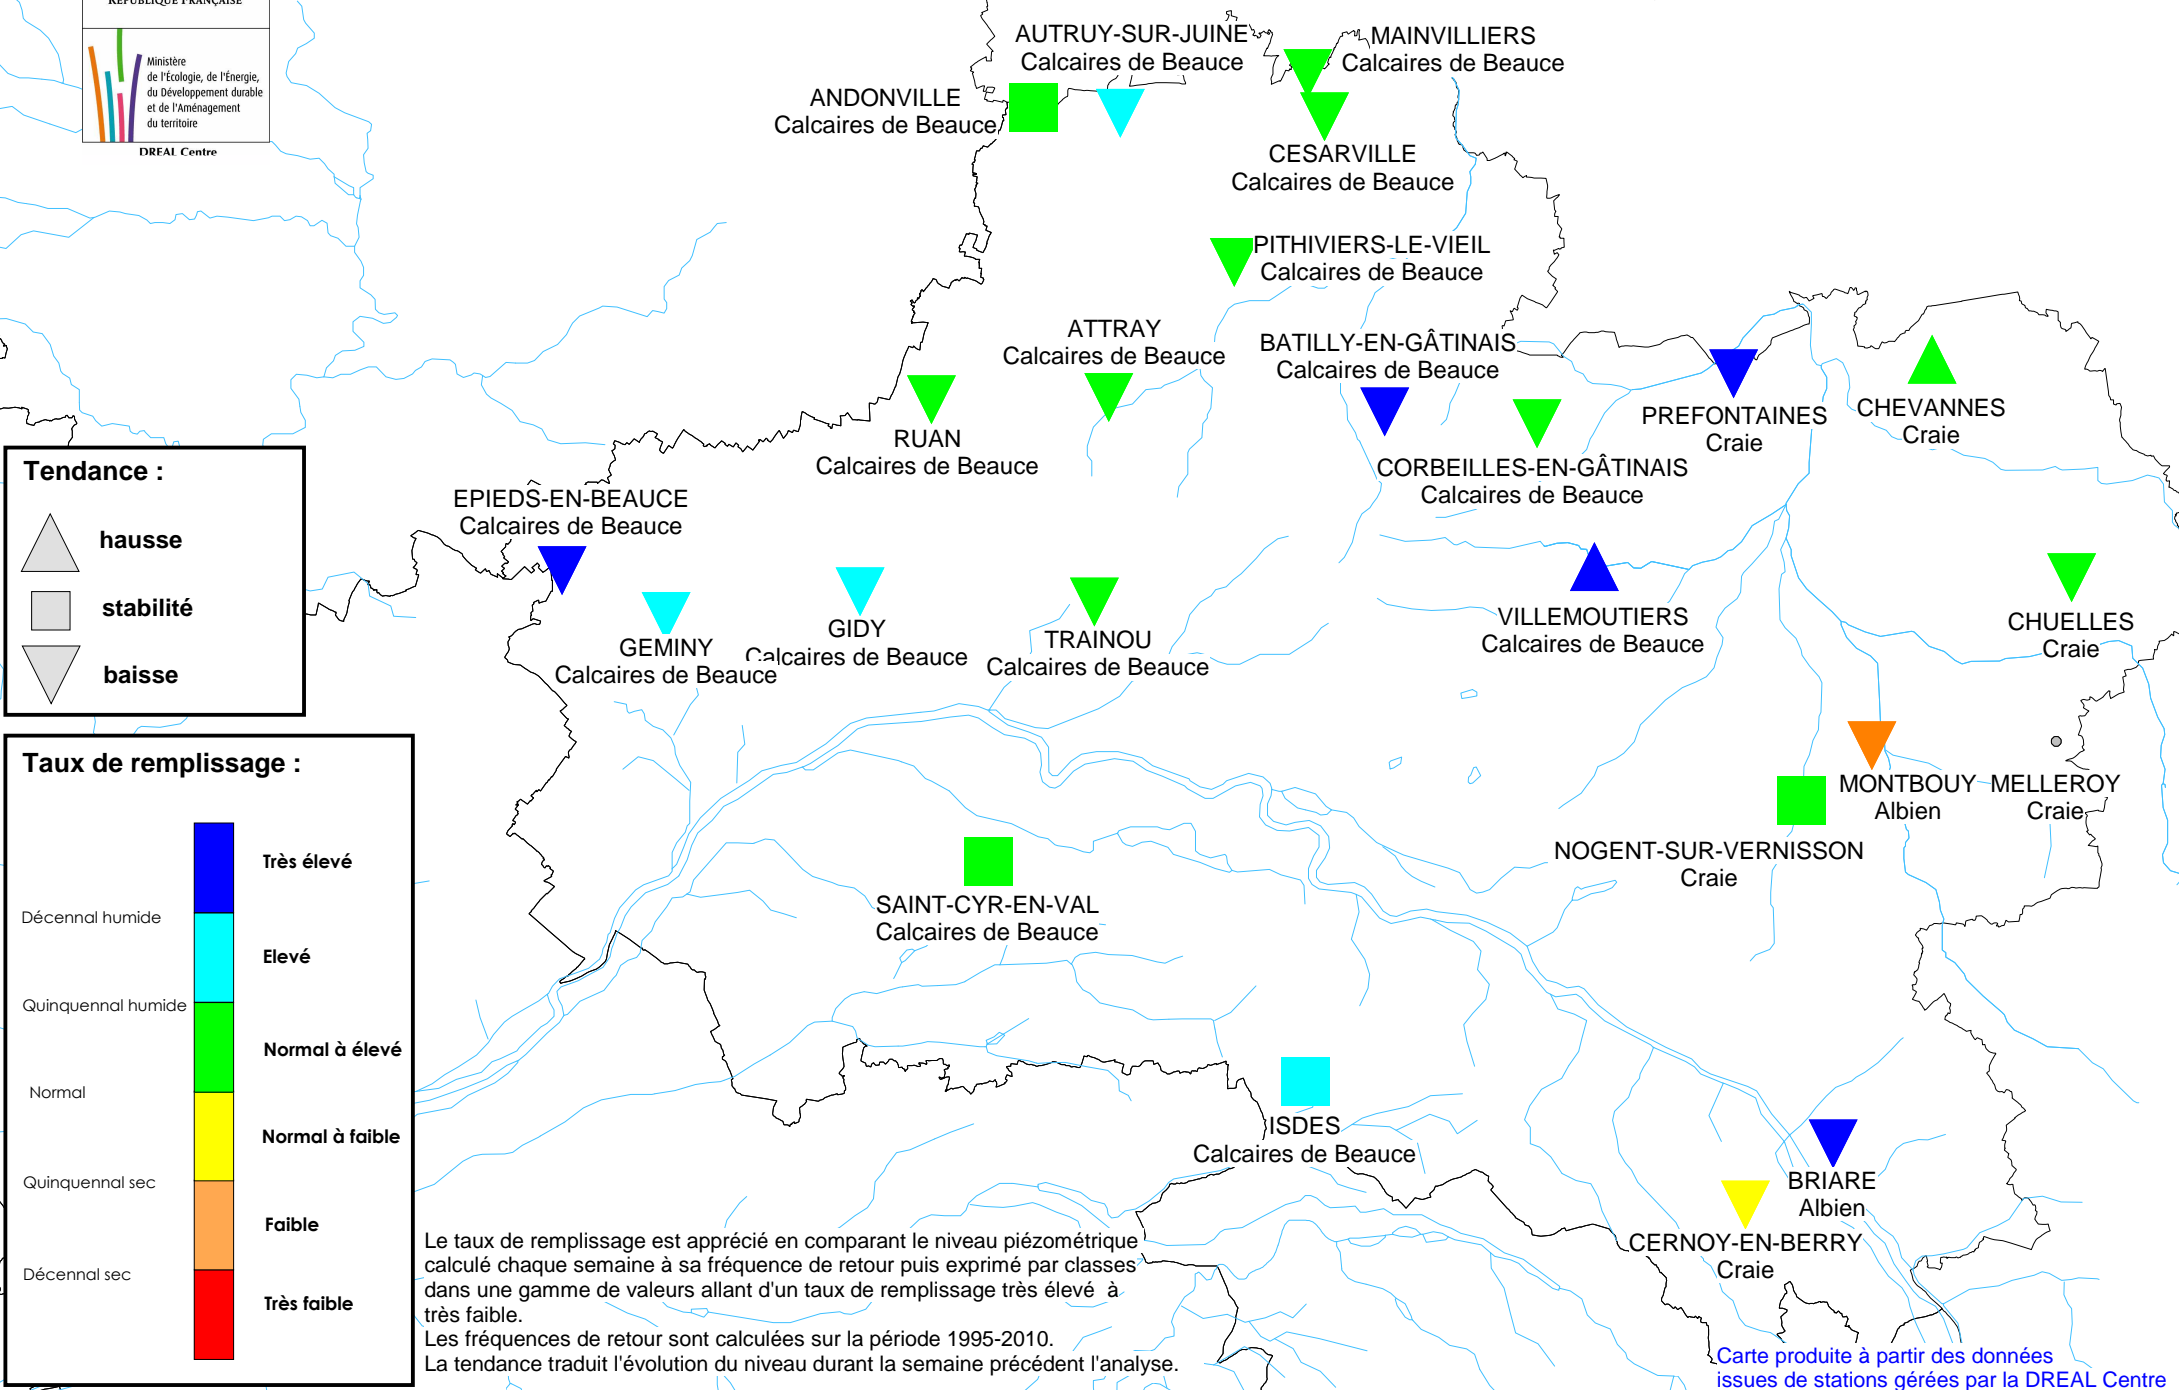 RÉPUBLIQUE FRANÇAISE
Ministère
de l'Écologie, de l'Énergie,
du Développement durable
et de l'Aménagement
du territoire
DREAL Centre
AUTRUY-SUR-JUINE
Calcaires de Beauce
MAINVILLIERS
Calcaires de Beauce
ANDONVILLE
Calcaires de Beauce
CESARVILLE
Calcaires de Beauce
PITHIVIERS-LE-VIEIL
Calcaires de Beauce
ATTRAY
Calcaires de Beauce
BATILLY-EN-GÂTINAIS
Calcaires de Beauce
PREFONTAINES
Craie
CHEVANNES
Craie
RUAN
Calcaires de Beauce
CORBEILLES-EN-GÂTINAIS
Calcaires de Beauce
EPIEDS-EN-BEAUCE
Calcaires de Beauce
Tendance :
hausse
stabilité
baisse
GEMINY
Calcaires de Beauce
GIDY
Calcaires de Beauce
TRAINOU
Calcaires de Beauce
VILLEMOUTIERS
Calcaires de Beauce
CHUELLES
Craie
MONTBOUY
Albien
MELLEROY
Craie
NOGENT-SUR-VERNISSON
Craie
SAINT-CYR-EN-VAL
Calcaires de Beauce
ISDES
Calcaires de Beauce
BRIARE
Albien
CERNOY-EN-BERRY
Craie
Taux de remplissage :
Très élevé
Décennal humide
Elevé
Quinquennal humide
Normal à élevé
Normal
Normal à faible
Quinquennal sec
Faible
Décennal sec
Très faible
Le taux de remplissage est apprécié en comparant le niveau piézométrique
calculé chaque semaine à sa fréquence de retour puis exprimé par classes
dans une gamme de valeurs allant d'un taux de remplissage très élevé à
très faible.
Les fréquences de retour sont calculées sur la période 1995-2010.
La tendance traduit l'évolution du niveau durant la semaine précédent l'analyse.
Carte produite à partir des données
issues de stations gérées par la DREAL Centre